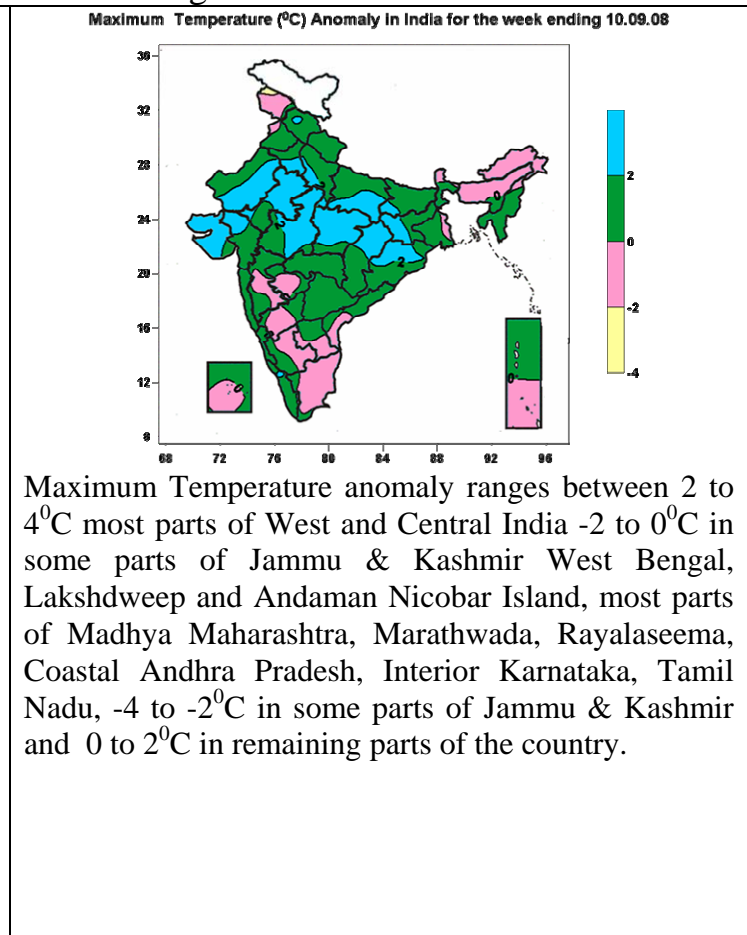 Maximum Temperature (⁰C) Anomaly in India for the week ending 10.09.08
36
32
28
24
20
16
12
8
68 72 76 80 84 88 92 96
2
0
-2
-4
0
2
0
0
Maximum Temperature anomaly ranges between 2 to
4⁰C most parts of West and Central India -2 to 0⁰C in
some parts of Jammu & Kashmir West Bengal,
Lakshdweep and Andaman Nicobar Island, most parts
of Madhya Maharashtra, Marathwada, Rayalaseema,
Coastal Andhra Pradesh, Interior Karnataka, Tamil
Nadu, -4 to -2⁰C in some parts of Jammu & Kashmir
and 0 to 2⁰C in remaining parts of the country.